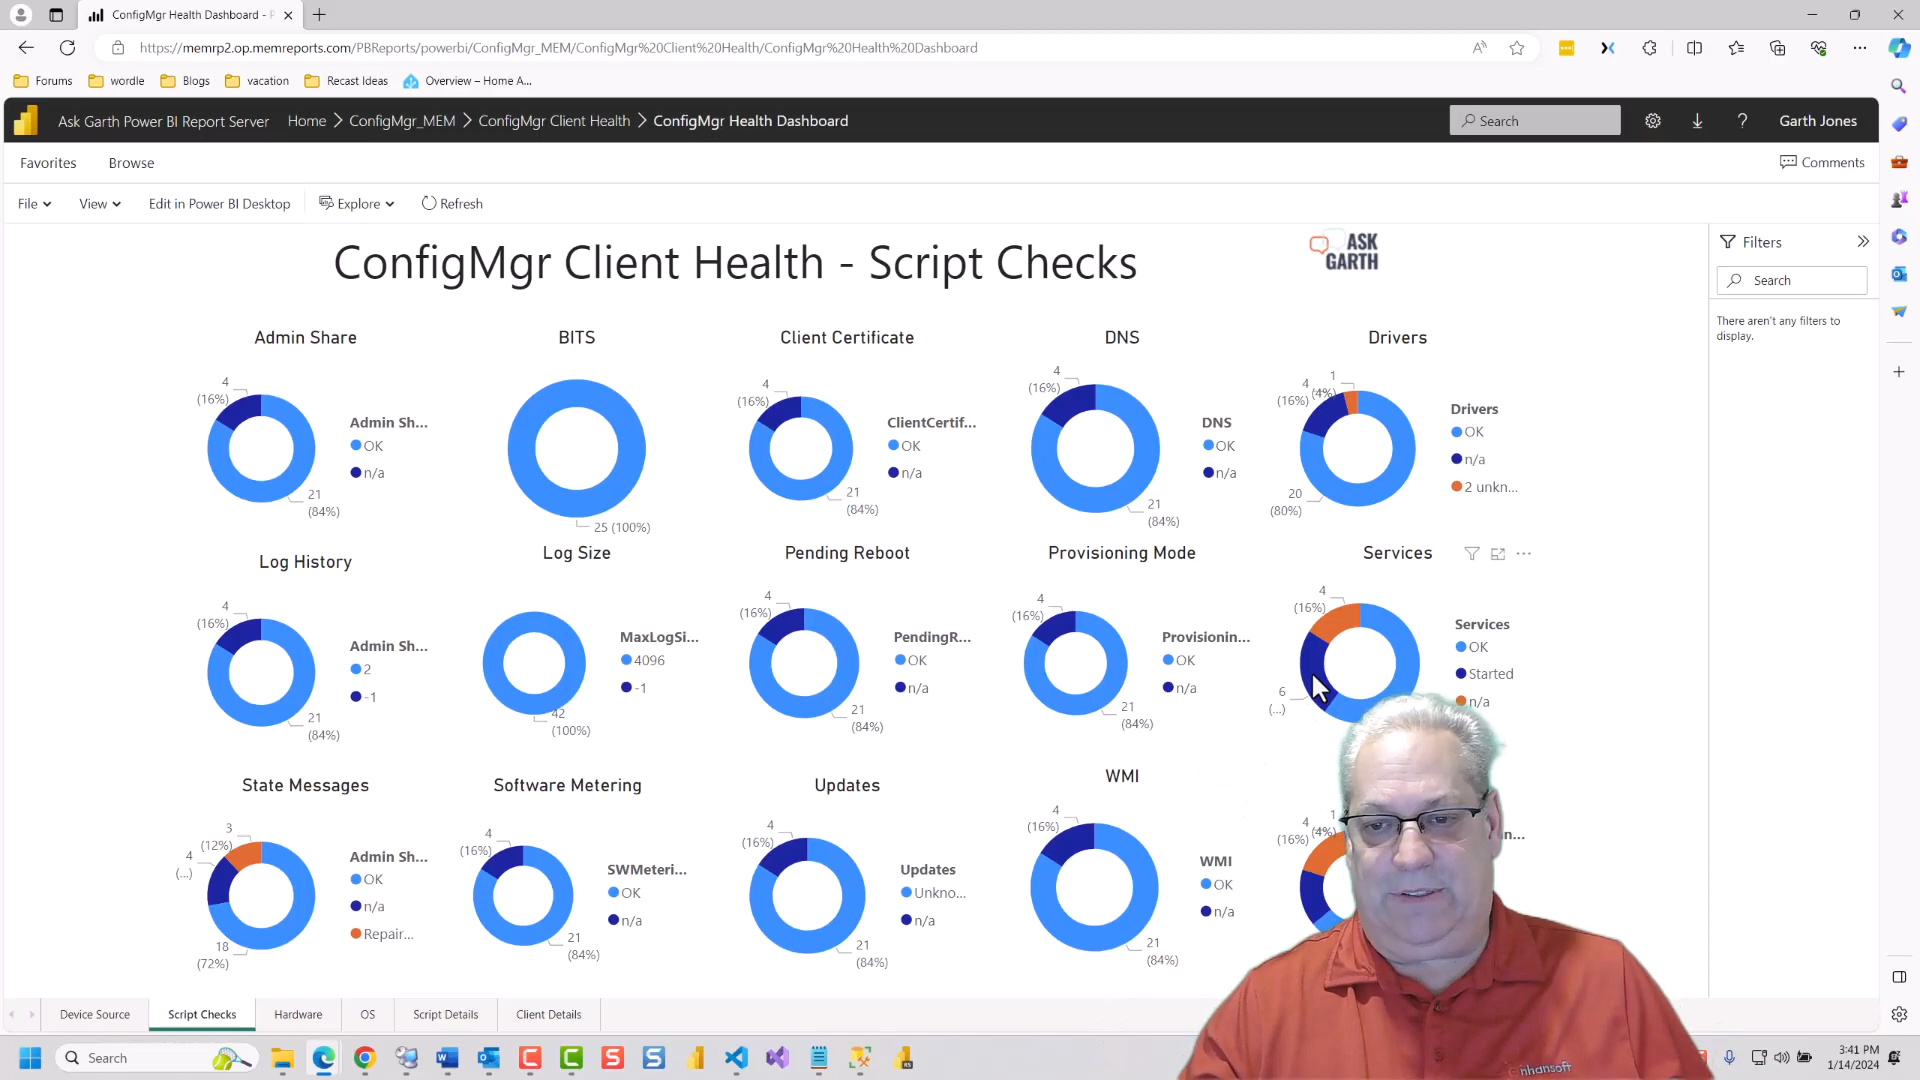 ConfigMgr Health Dashboard - P
https://memrp2.op.memreports.com/PBReports/powerbi/ConfigMgr_MEM/ConfigMgr%20Client%20Health/ConfigMgr%20Health%20Dashboard
Forums
wordle
Blogs
vacation
Recast Ideas
Overview – Home A...
Ask Garth Power BI Report Server
Home
ConfigMgr_MEM
ConfigMgr Client Health
ConfigMgr Health Dashboard
Search
Garth Jones
Favorites
Browse
Comments
File
View
Edit in Power BI Desktop
Explore
Refresh
ConfigMgr Client Health - Script Checks
ASK
GARTH
Filters
Search
There aren't any filters to
display.
Admin Share
4
(16%)
21
(84%)
Admin Sh...
OK
n/a
BITS
25 (100%)
Client Certificate
4
(16%)
21
(84%)
ClientCertif...
OK
n/a
DNS
4
(16%)
21
(84%)
DNS
OK
n/a
Drivers
1
(4%)
4
(16%)
20
(80%)
Drivers
OK
n/a
2 unkn...
Log History
4
(16%)
21
(84%)
Admin Sh...
2
-1
Log Size
42
(100%)
MaxLogSi...
4096
-1
Pending Reboot
4
(16%)
21
(84%)
PendingR...
OK
n/a
Provisioning Mode
4
(16%)
21
(84%)
Provisionin...
OK
n/a
Services
4
(16%)
6
(...)
Services
OK
Started
n/a
State Messages
3
(12%)
4
(...)
18
(72%)
Admin Sh...
OK
n/a
Repair...
Software Metering
4
(16%)
21
(84%)
SWMeteri...
OK
n/a
Updates
4
(16%)
21
(84%)
Updates
Unkno...
n/a
WMI
4
(16%)
21
(84%)
WMI
OK
n/a
1
(4%)
4
(16%)
Device Source
Script Checks
Hardware
OS
Script Details
Client Details
Search
3:41 PM
1/14/2024